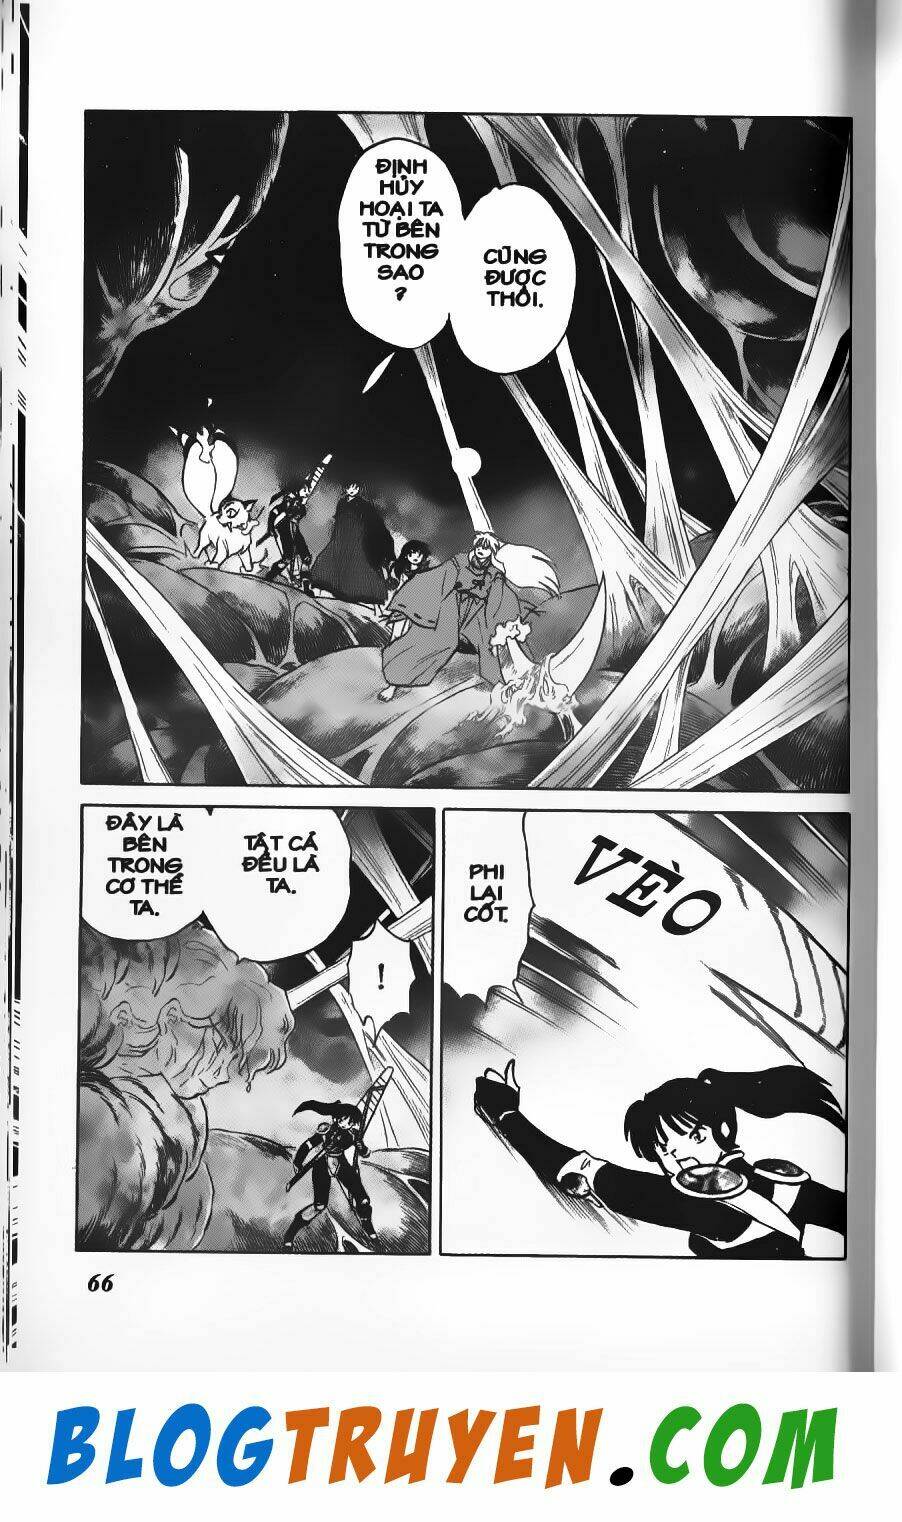 ĐỊNH
HỦY
HOẠI TA
TỪ BÊN
TRONG
SAO
?
CŨNG
ĐƯỢC
THÔI.
ĐÂY LÀ
BÊN
TRONG
CƠ THỂ
TA.
TẤT CẢ
ĐỀU LÀ
TA.
!
PHI
LAI
CỐT.
VÈO
66
BLOGTRUYEN.COM